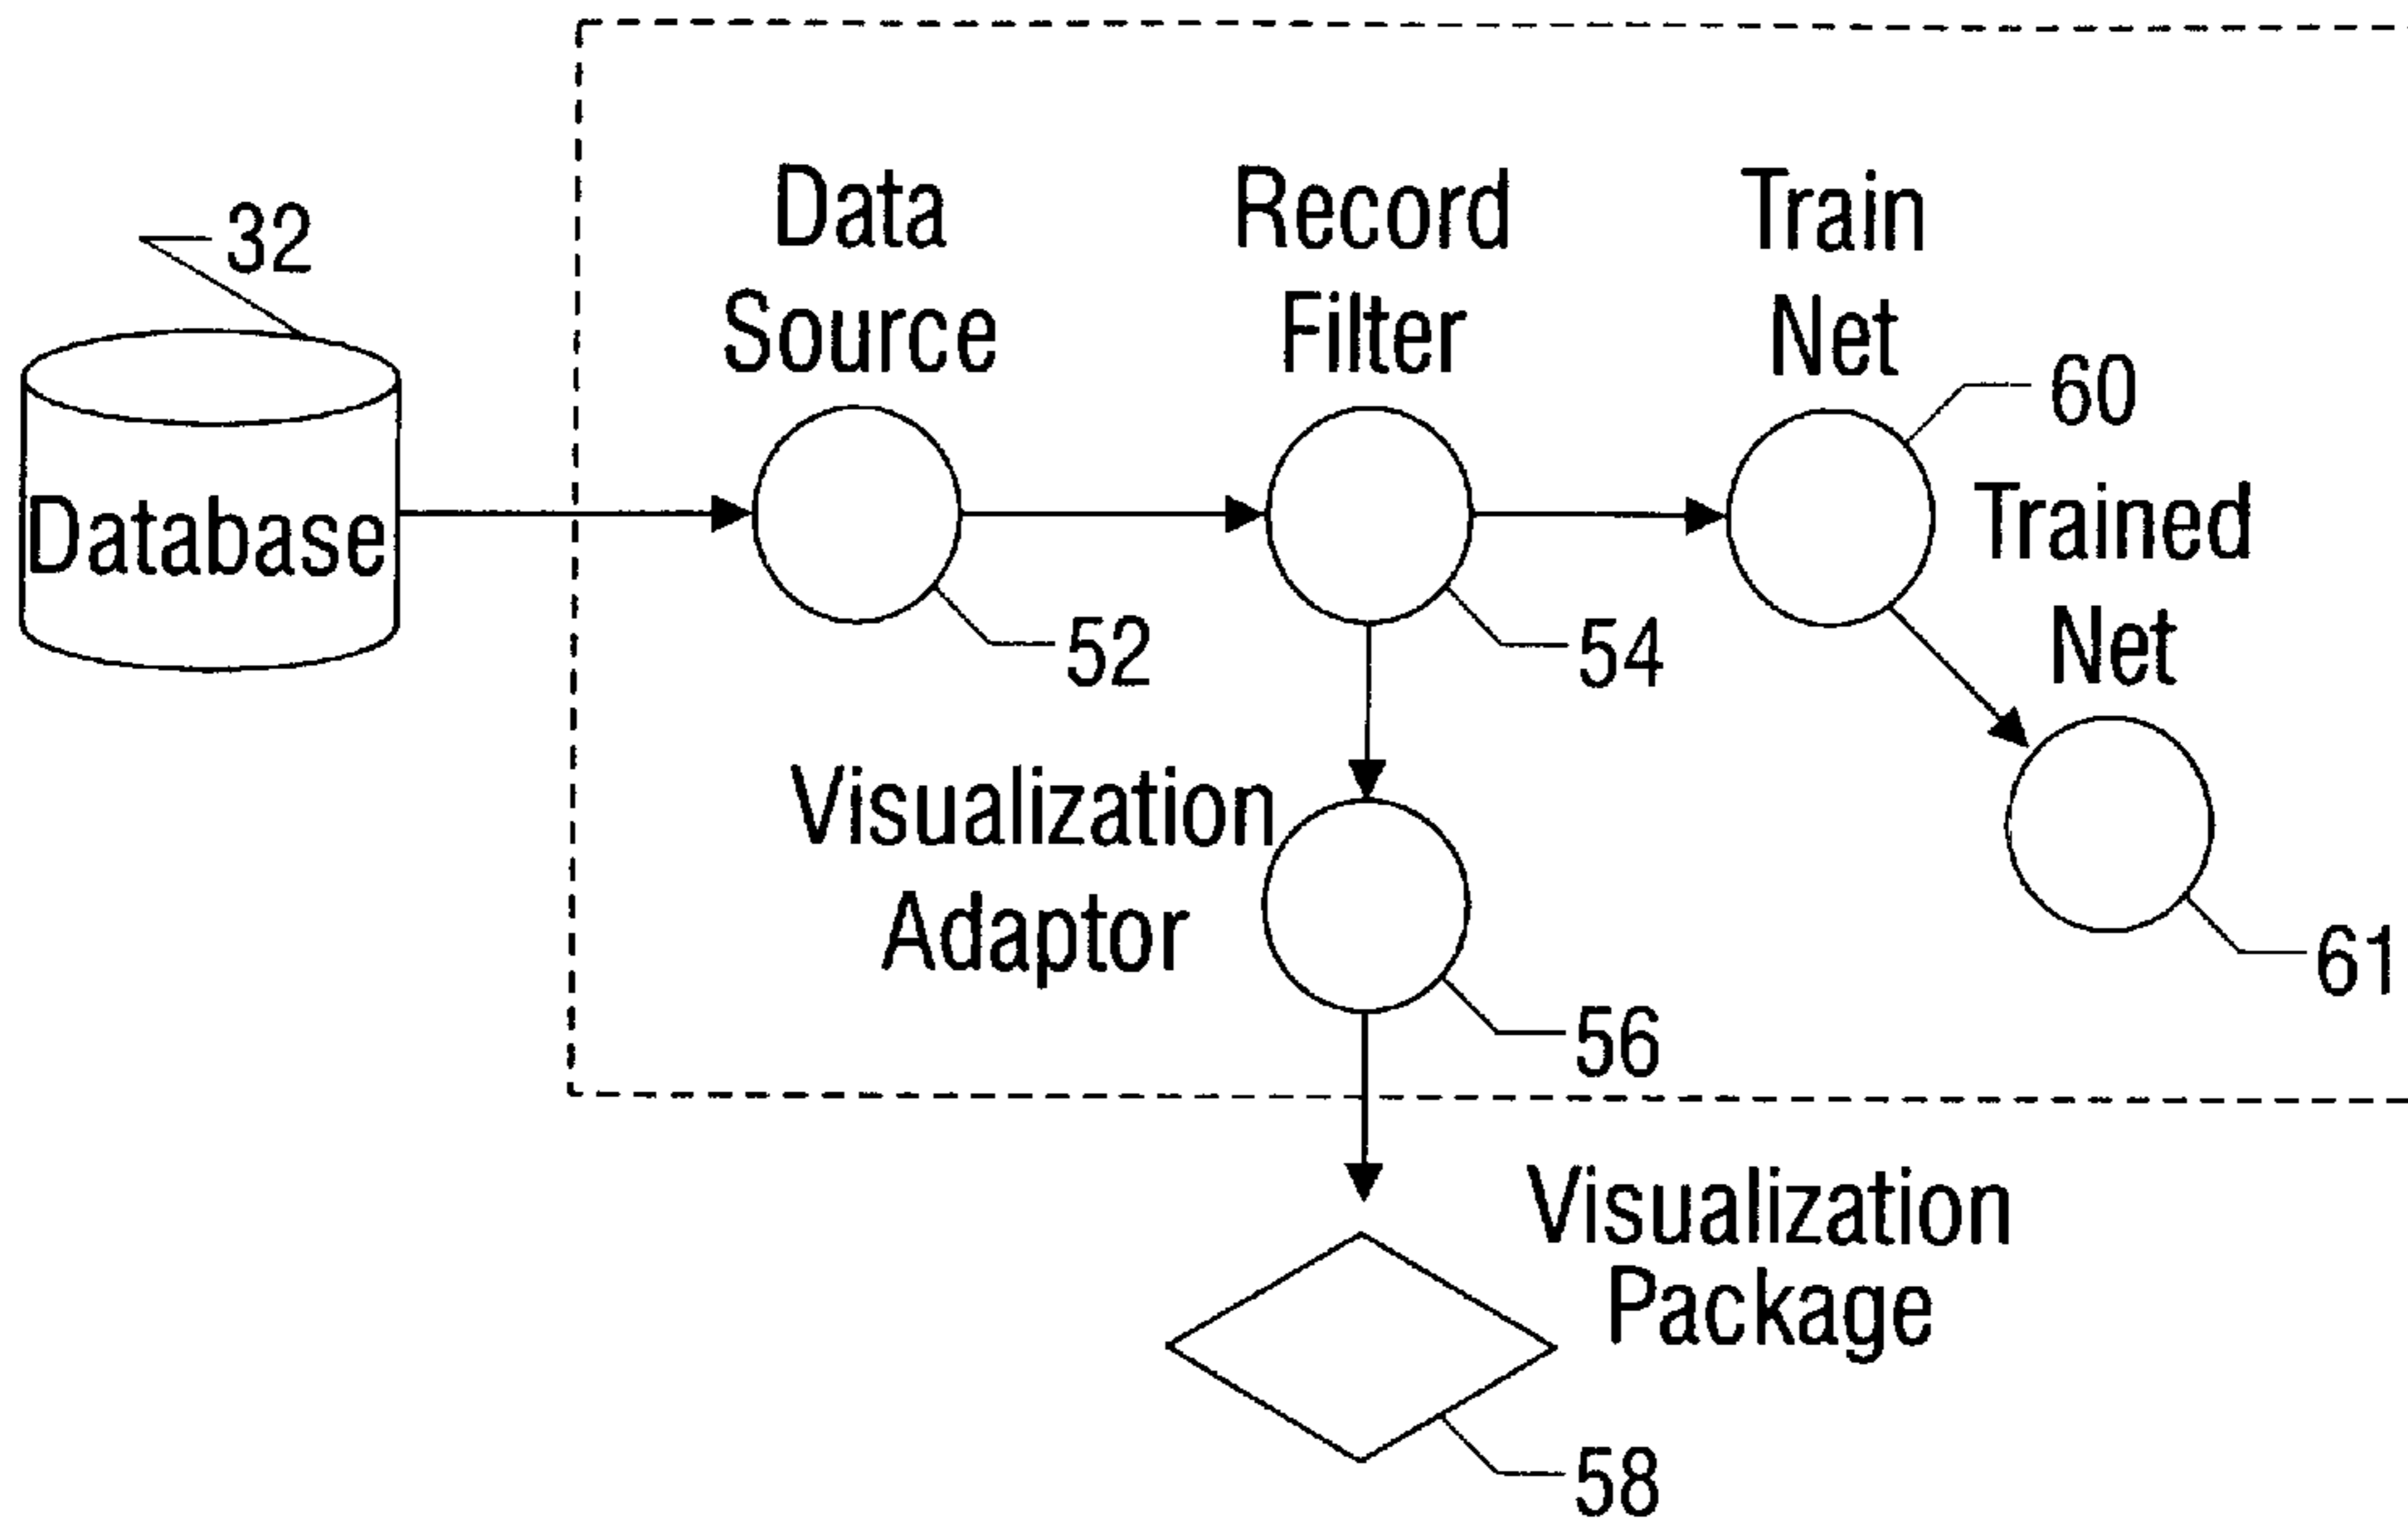 32
Database
Data
Source
52
Record
Filter
54
Train
Net
60
Trained
Net
61
Visualization
Adaptor
56
Visualization
Package
58